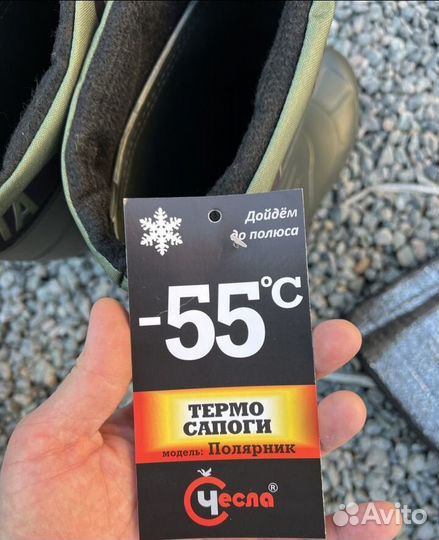 Дойдём
до полюса
-55°C
ТЕРМО
САПОГИ
модель: Полярник
Чесла ®
Avito